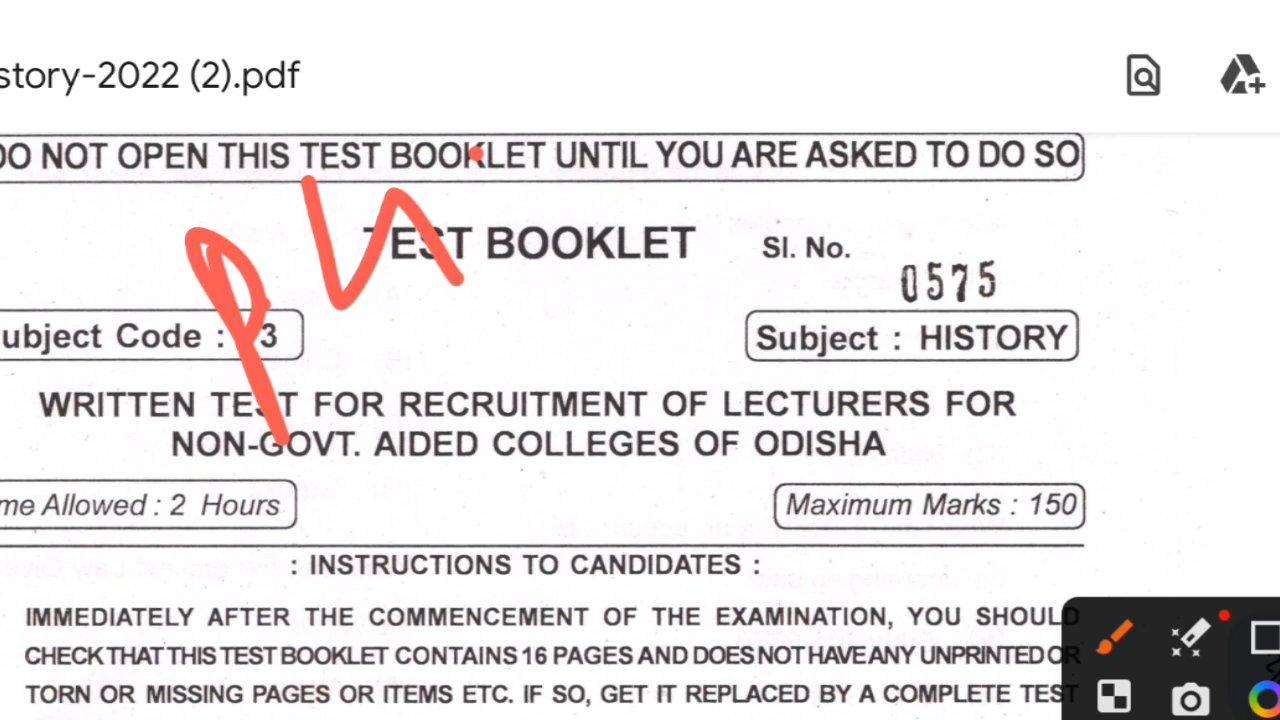 story-2022 (2).pdf
DO NOT OPEN THIS TEST BOOKLET UNTIL YOU ARE ASKED TO DO SO
TEST BOOKLET
Sl. No.
0575
ubject Code : 3
Subject : HISTORY
WRITTEN TEST FOR RECRUITMENT OF LECTURERS FOR
NON-GOVT. AIDED COLLEGES OF ODISHA
me Allowed : 2 Hours
Maximum Marks : 150
: INSTRUCTIONS TO CANDIDATES :
IMMEDIATELY AFTER THE COMMENCEMENT OF THE EXAMINATION, YOU SHOULD
CHECK THAT THIS TEST BOOKLET CONTAINS 16 PAGES AND DOES NOT HAVE ANY UNPRINTED OR
TORN OR MISSING PAGES OR ITEMS ETC. IF SO, GET IT REPLACED BY A COMPLETE TEST